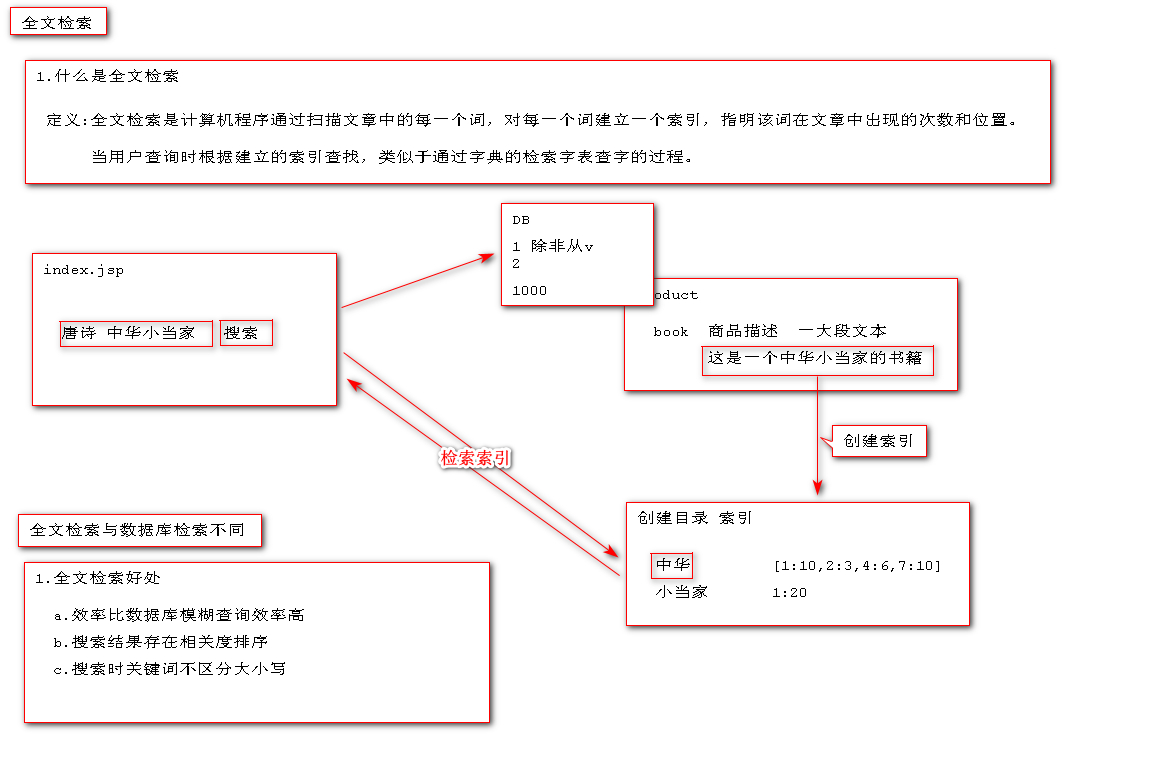 全文检索
1.什么是全文检索
定义:全文检索是计算机程序通过扫描文章中的每一个词，对每一个词建立一个索引，指明该词在文章中出现的次数和位置。
当用户查询时根据建立的索引查找，类似于通过字典的检索字表查字的过程。
DB
1 除非从v
2
1000
index.jsp
唐诗 中华小当家 搜索
oduct
book 商品描述 一大段文本
这是一个中华小当家的书籍
创建索引
检索索引
创建目录 索引
中华 [1:10,2:3,4:6,7:10]
小当家 1:20
全文检索与数据库检索不同
1.全文检索好处
a.效率比数据库模糊查询效率高
b.搜索结果存在相关度排序
c.搜索时关键词不区分大小写